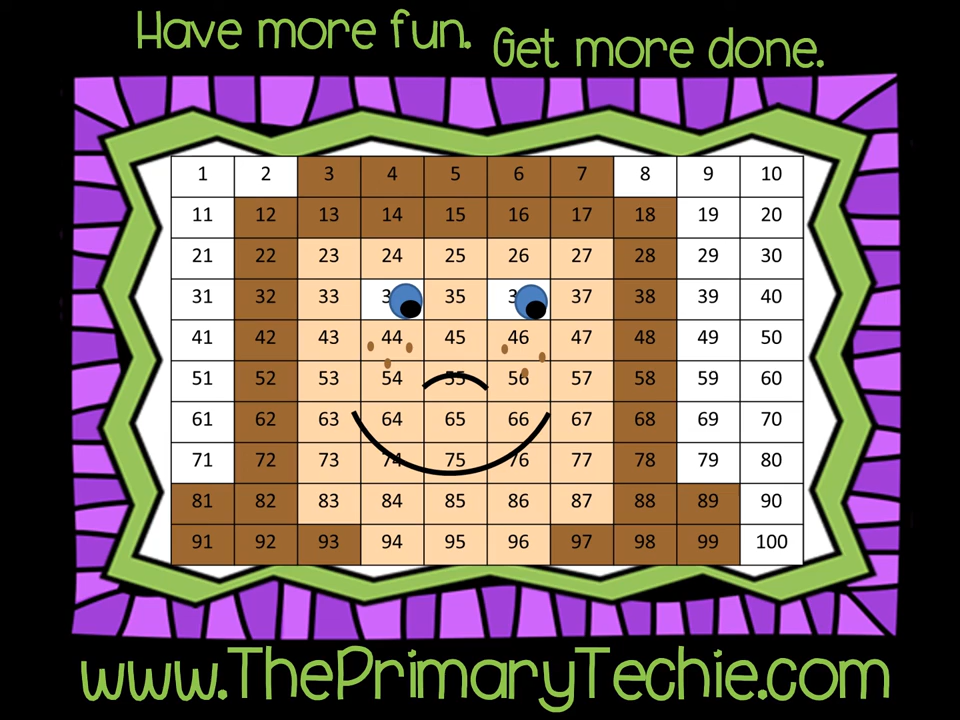 Have more fun. Get more done.
1 2 3 4 5 6 7 8 9 10
11 12 13 14 15 16 17 18 19 20
21 22 23 24 25 26 27 28 29 30
31 32 33 35 37 38 39 40
41 42 43 44 45 46 47 48 49 50
51 52 53 54 55 56 57 58 59 60
61 62 63 64 65 66 67 68 69 70
71 72 73 74 75 76 77 78 79 80
81 82 83 84 85 86 87 88 89 90
91 92 93 94 95 96 97 98 99 100
www.ThePrimaryTechie.com